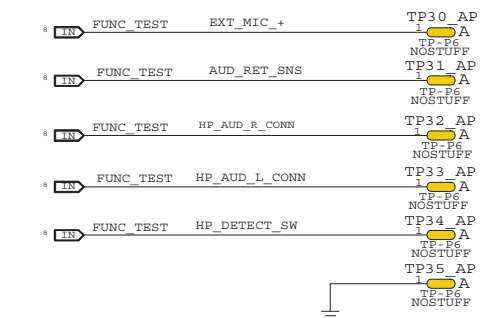 TP30_AP
8 IN FUNC_TEST EXT_MIC_+ 1 A
TP-P6
NOSTUFF
TP31_AP
8 IN FUNC_TEST AUD_RET_SNS 1 A
TP-P6
NOSTUFF
TP32_AP
8 IN FUNC_TEST HP_AUD_R_CONN 1 A
TP-P6
NOSTUFF
TP33_AP
8 IN FUNC_TEST HP_AUD_L_CONN 1 A
TP-P6
NOSTUFF
TP34_AP
8 IN FUNC_TEST HP_DETECT_SW 1 A
TP-P6
NOSTUFF
TP35_AP
1 A
TP-P6
NOSTUFF